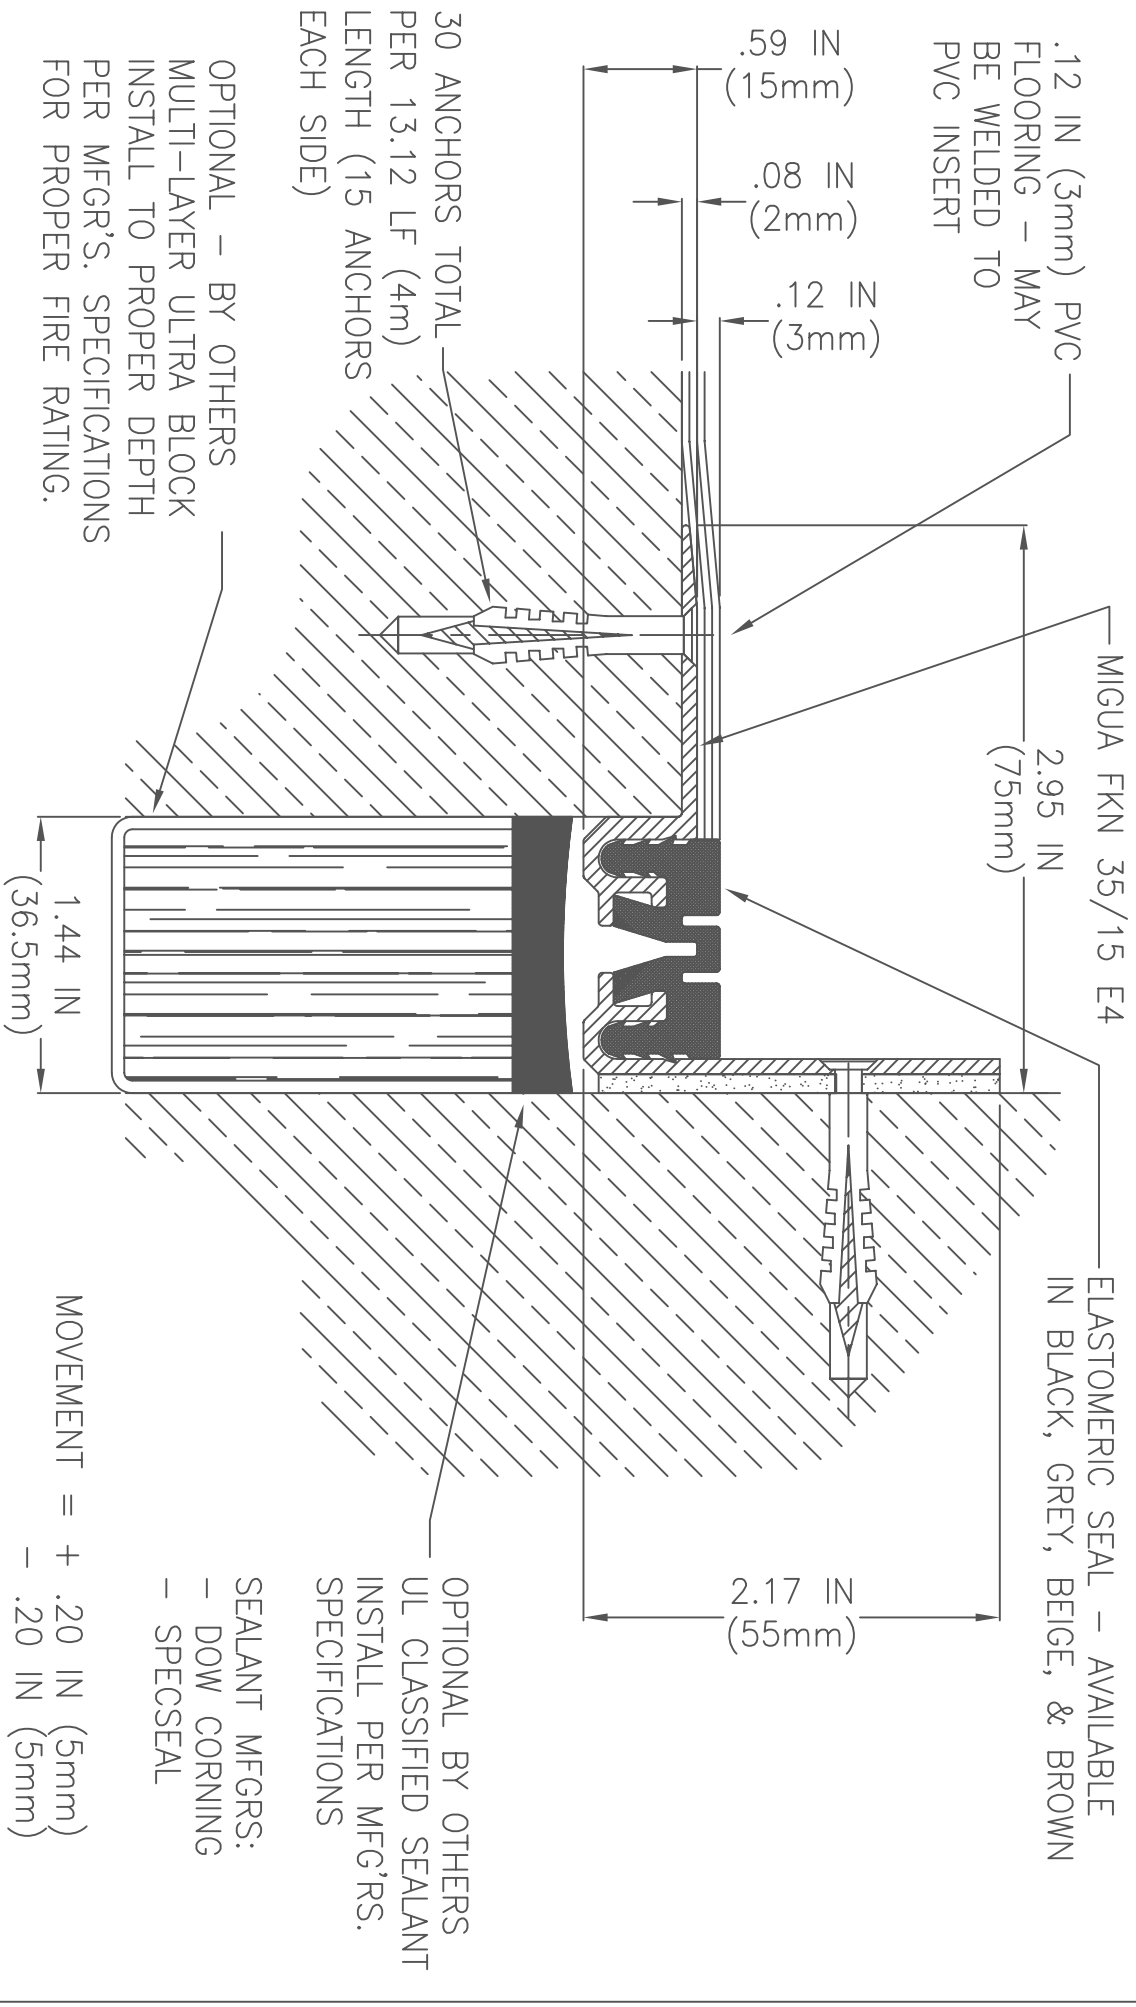 .12 IN (3mm) PVC
FLOORING - MAY
BE WELDED TO
PVC INSERT
MIGUA FKN 35/15 E4
ELASTOMERIC SEAL - AVAILABLE
IN BLACK, GREY, BEIGE, & BROWN
2.95 IN
(75mm)
.59 IN
(15mm)
.08 IN
(2mm)
.12 IN
(3mm)
2.17 IN
(55mm)
30 ANCHORS TOTAL
PER 13.12 LF (4m)
LENGTH (15 ANCHORS
EACH SIDE)
OPTIONAL - BY OTHERS
MULTI-LAYER ULTRA BLOCK
INSTALL TO PROPER DEPTH
PER MFGR'S. SPECIFICATIONS
FOR PROPER FIRE RATING.
1.44 IN
(36.5mm)
OPTIONAL BY OTHERS
UL CLASSIFIED SEALANT
INSTALL PER MFG'RS.
SPECIFICATIONS
SEALANT MFGRS:
- DOW CORNING
- SPECSEAL
MOVEMENT = + .20 IN (5mm)
- .20 IN (5mm)